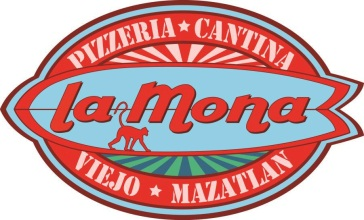 PIZZERIA ★ CANTINA
la Mona
VIEJO ★ MAZATLAN